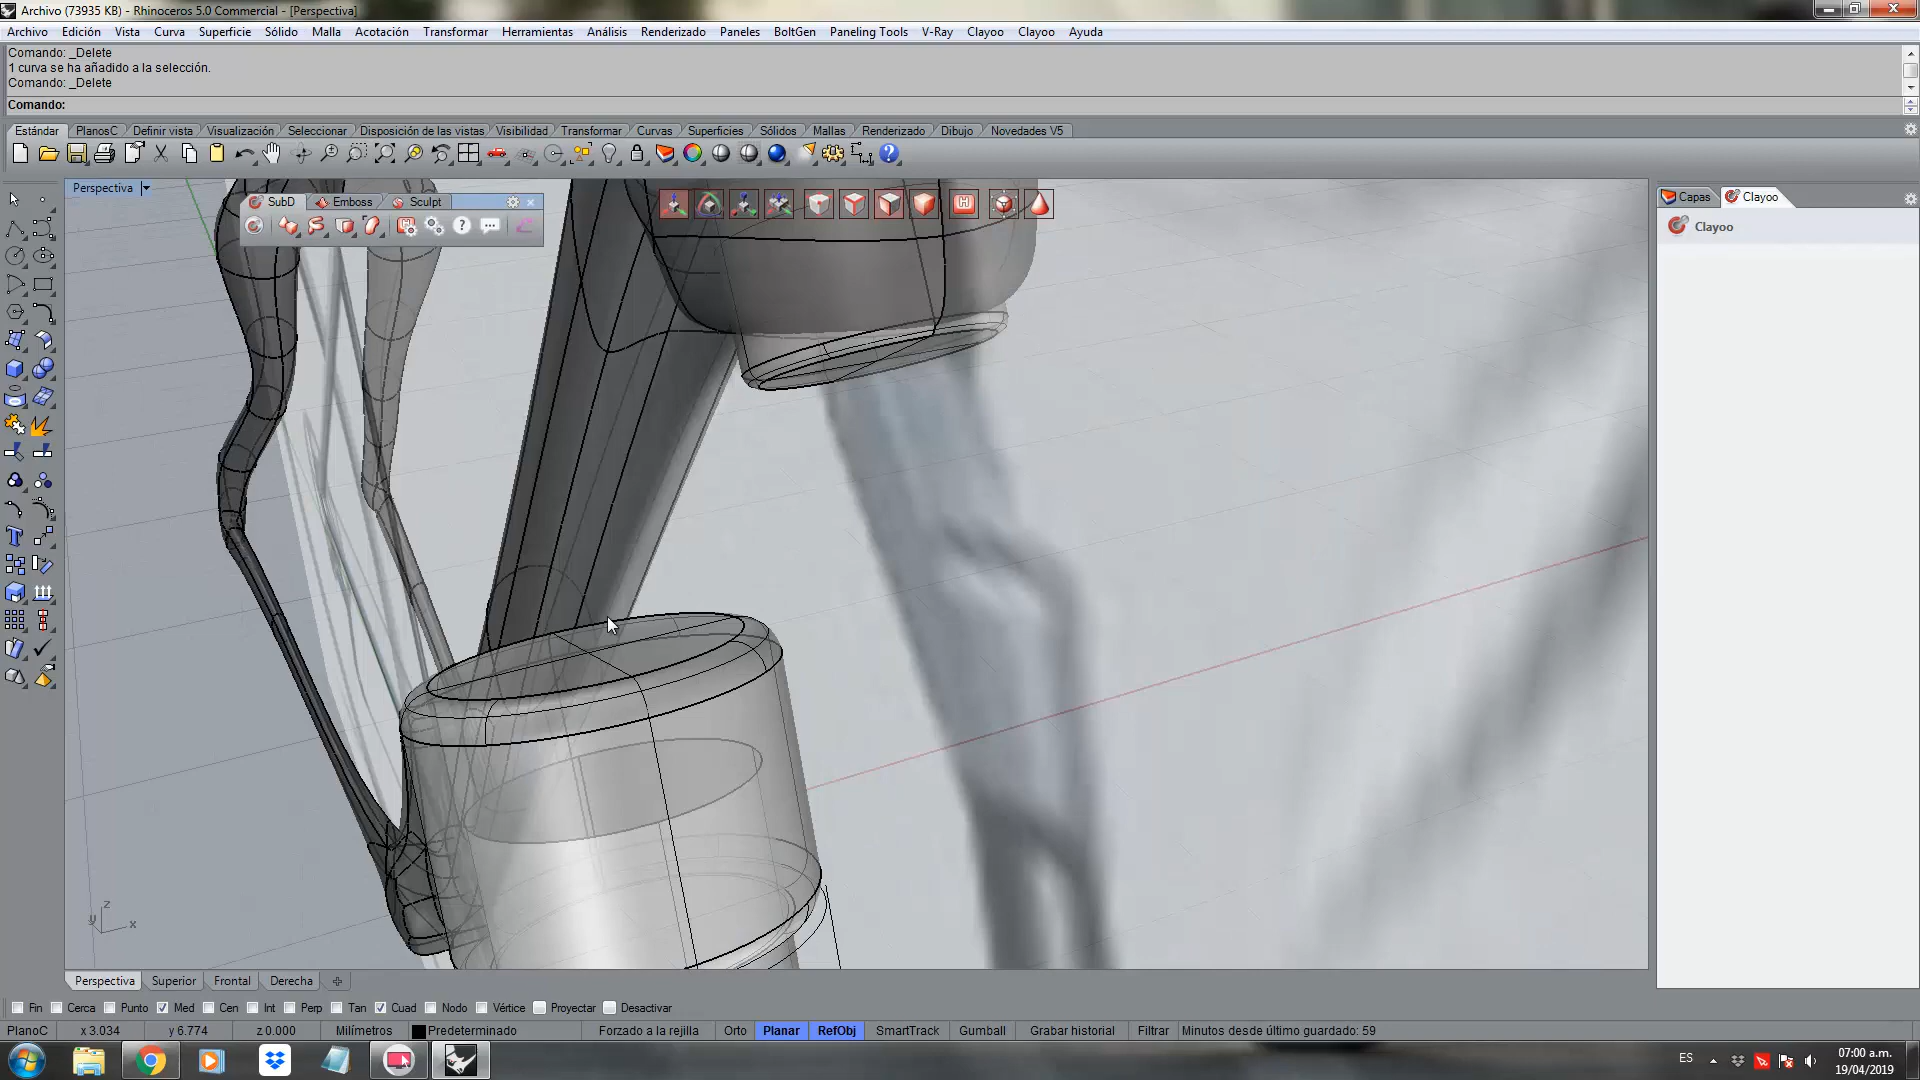 Archivo (73935 KB) - Rhinoceros 5.0 Commercial - [Perspectiva]
Archivo Edición Vista Curva Superficie Sólido Malla Acotación Transformar Herramientas Análisis Renderizado Paneles BoltGen Paneling Tools V-Ray Clayoo Clayoo Ayuda
Comando: _Delete
1 curva se ha añadido a la selección.
Comando: _Delete
Comando:
Estándar PlanosC Definir vista Visualización Seleccionar Disposición de las vistas Visibilidad Transformar Curvas Superficies Sólidos Mallas Renderizado Dibujo Novedades V5
Perspectiva
SubD Emboss Sculpt
Capas Clayoo
Clayoo
z
y x
Perspectiva Superior Frontal Derecha
Fin Cerca Punto Med Cen Int Perp Tan Cuad Nodo Vértice Proyectar Desactivar
PlanoC x 3.034 y 6.774 z 0.000 Milímetros Predeterminado Forzado a la rejilla Orto Planar RefObj SmartTrack Gumball Grabar historial Filtrar Minutos desde último guardado: 59
ES
07:00 a.m.
19/04/2019